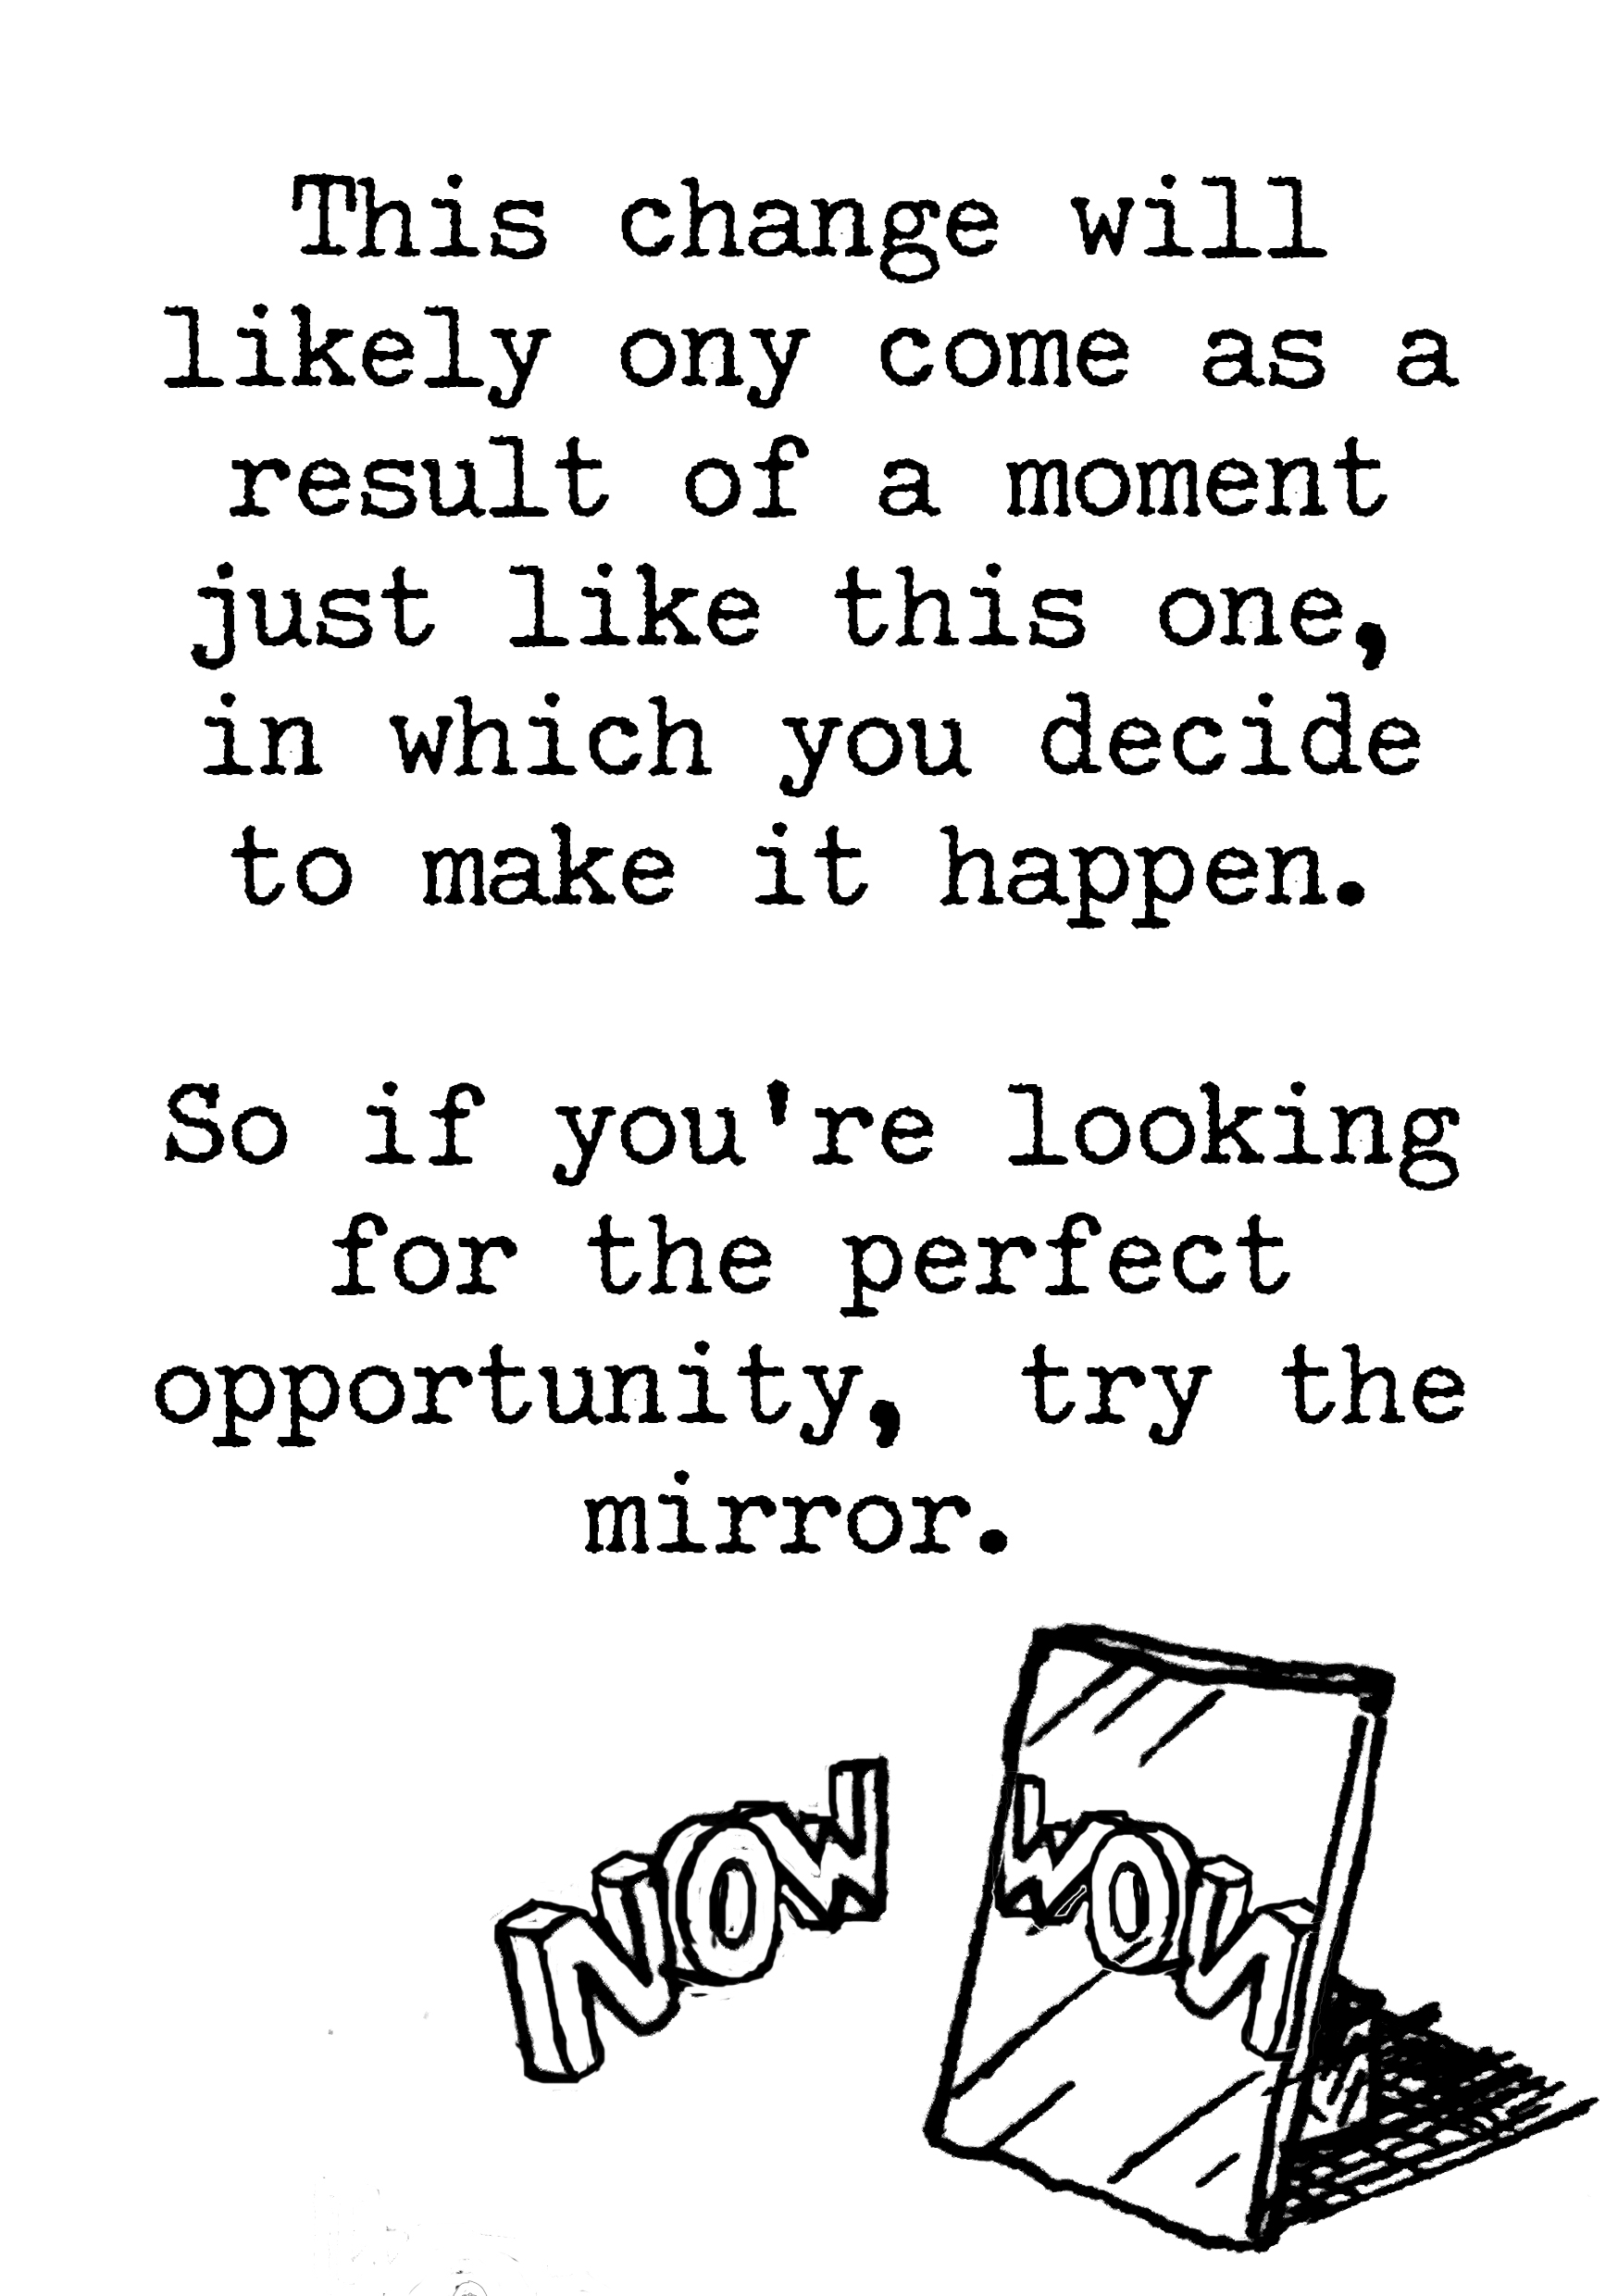 This change will
likely ony come as a
result of a moment
just like this one,
in which you decide
to make it happen.
So if you're looking
for the perfect
opportunity, try the
mirror.
NOW WON